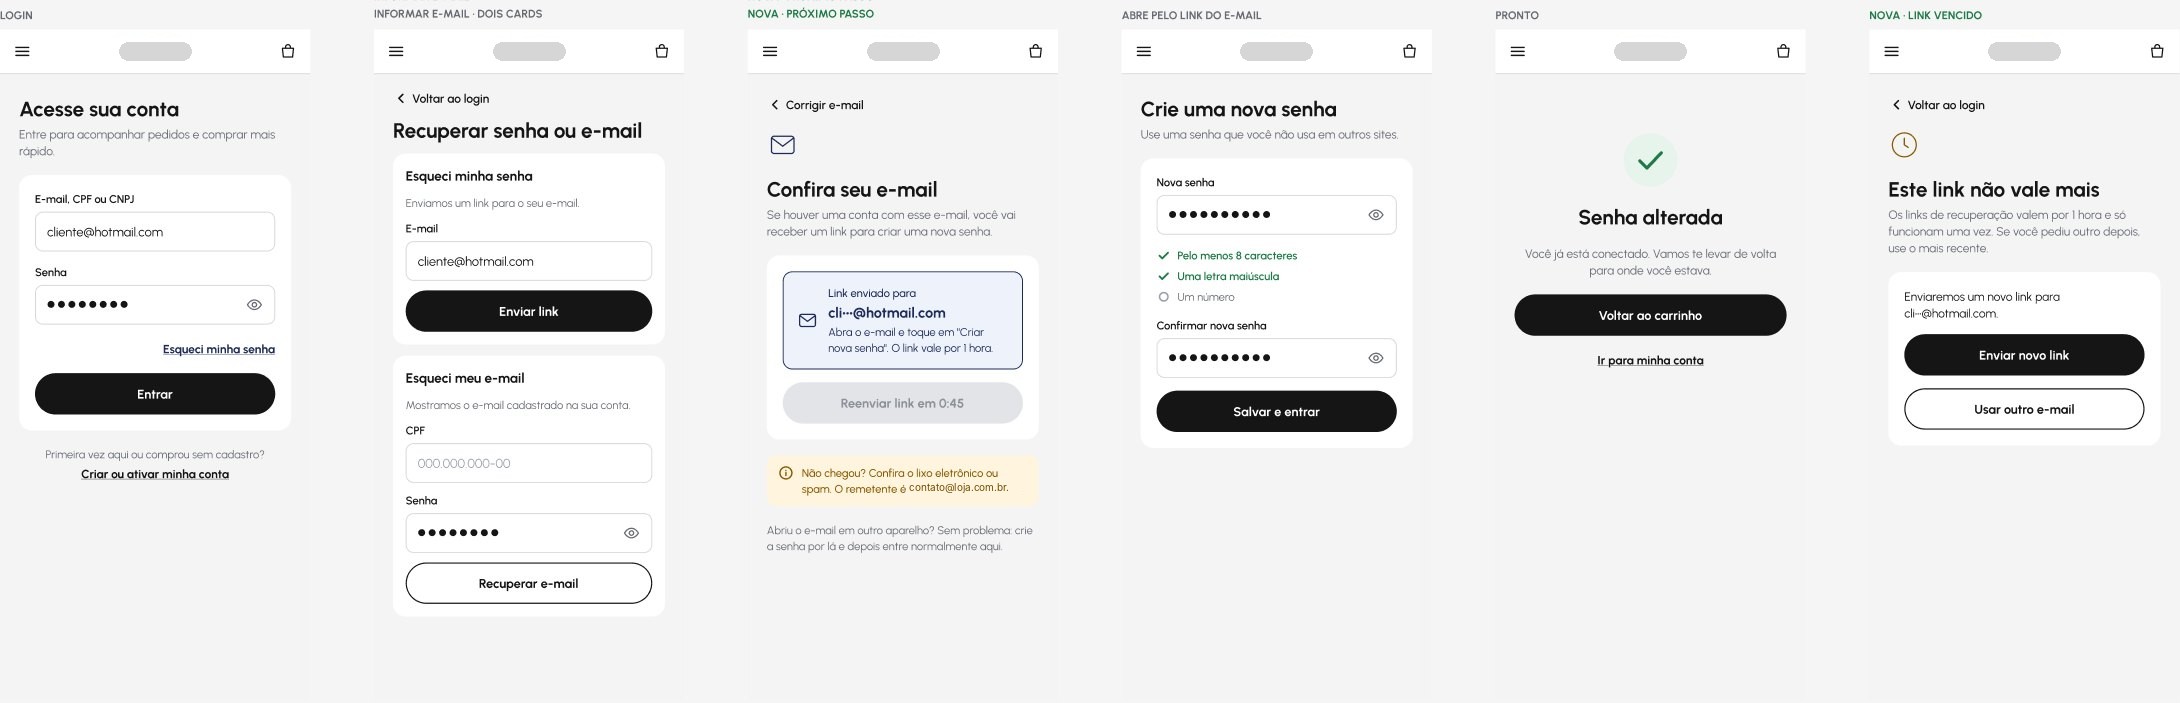 LOGIN
Acesse sua conta
Entre para acompanhar pedidos e comprar mais
rápido.
E-mail, CPF ou CNPJ
cliente@hotmail.com
Senha
Esqueci minha senha
Entrar
Primeira vez aqui ou comprou sem cadastro?
Criar ou ativar minha conta
INFORMAR E-MAIL · DOIS CARDS
Voltar ao login
Recuperar senha ou e-mail
Esqueci minha senha
Enviamos um link para o seu e-mail.
E-mail
cliente@hotmail.com
Enviar link
Esqueci meu e-mail
Mostramos o e-mail cadastrado na sua conta.
CPF
000.000.000-00
Senha
Recuperar e-mail
NOVA · PRÓXIMO PASSO
Corrigir e-mail
Confira seu e-mail
Se houver uma conta com esse e-mail, você vai
receber um link para criar uma nova senha.
Link enviado para
cli···@hotmail.com
Abra o e-mail e toque em "Criar
nova senha". O link vale por 1 hora.
Reenviar link em 0:45
Não chegou? Confira o lixo eletrônico ou
spam. O remetente é contato@loja.com.br.
Abriu o e-mail em outro aparelho? Sem problema: crie
a senha por lá e depois entre normalmente aqui.
ABRE PELO LINK DO E-MAIL
Crie uma nova senha
Use uma senha que você não usa em outros sites.
Nova senha
Pelo menos 8 caracteres
Uma letra maiúscula
Um número
Confirmar nova senha
Salvar e entrar
PRONTO
Senha alterada
Você já está conectado. Vamos te levar de volta
para onde você estava.
Voltar ao carrinho
Ir para minha conta
NOVA · LINK VENCIDO
Voltar ao login
Este link não vale mais
Os links de recuperação valem por 1 hora e só
funcionam uma vez. Se você pediu outro depois,
use o mais recente.
Enviaremos um novo link para
cli···@hotmail.com.
Enviar novo link
Usar outro e-mail